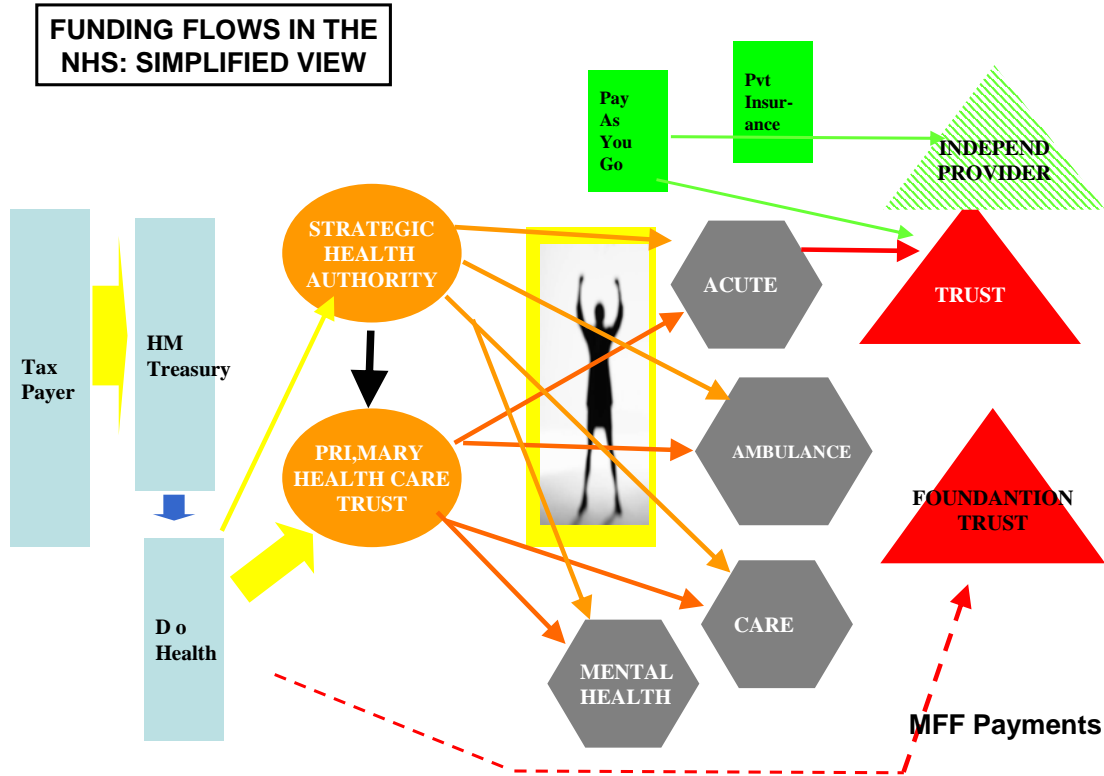 FUNDING FLOWS IN THE
NHS: SIMPLIFIED VIEW
Pay
As
You
Go
Pvt
Insur-
ance
INDEPEND
PROVIDER
Tax
Payer
HM
Treasury
STRATEGIC
HEALTH
AUTHORITY
ACUTE
TRUST
PRI,MARY
HEALTH CARE
TRUST
AMBULANCE
FOUNDANTION
TRUST
D o
Health
CARE
MENTAL
HEALTH
MFF Payments